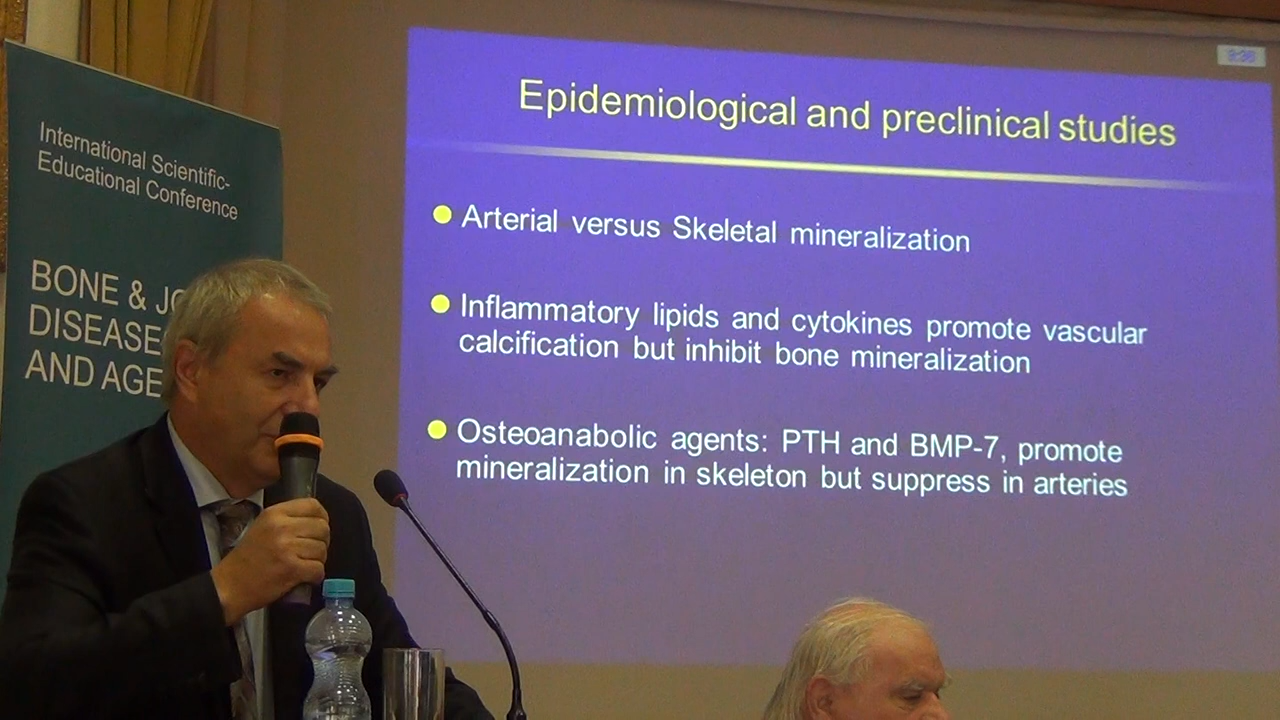 International Scientific-
Educational Conference
BONE & JO
DISEASE
AND AGE
Epidemiological and preclinical studies
Arterial versus Skeletal mineralization
Inflammatory lipids and cytokines promote vascular
calcification but inhibit bone mineralization
Osteoanabolic agents: PTH and BMP-7, promote
mineralization in skeleton but suppress in arteries